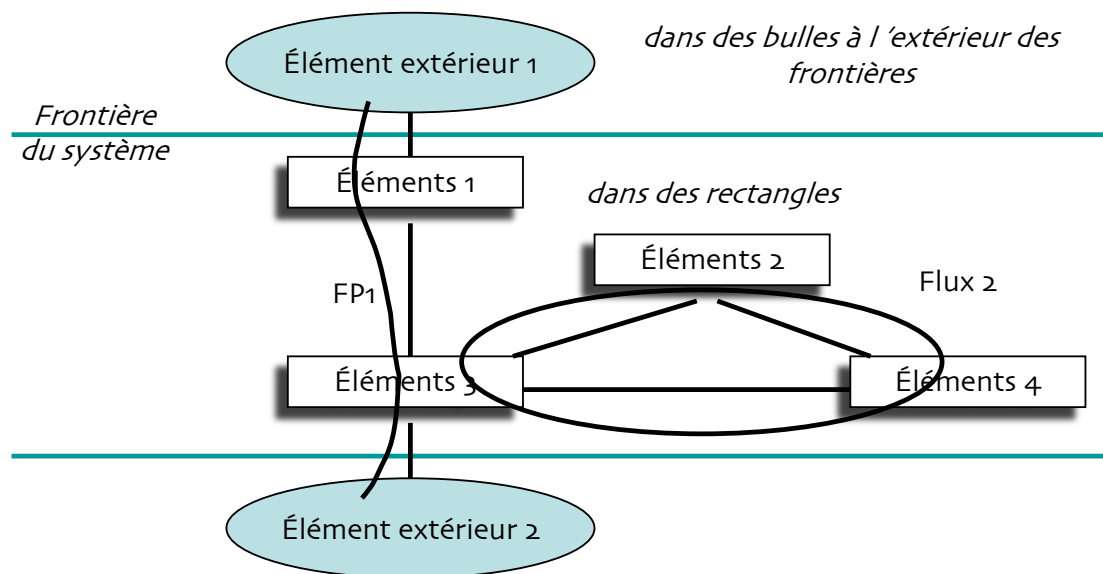 Élément extérieur 1
dans des bulles à l ’extérieur des
frontières
Frontière
du système
Éléments 1
dans des rectangles
Éléments 2
Flux 2
FP1
Éléments 3
Éléments 4
Élément extérieur 2